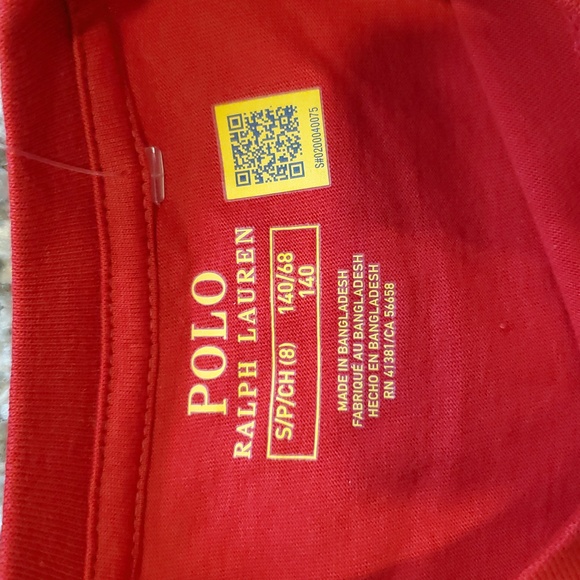 S#0200040075
POLO
RALPH LAUREN
S/P/CH (8) 140/68
140
MADE IN BANGLADESH
FABRIQUÉ AU BANGLADESH
HECHO EN BANGLADESH
RN 41381/CA 56658